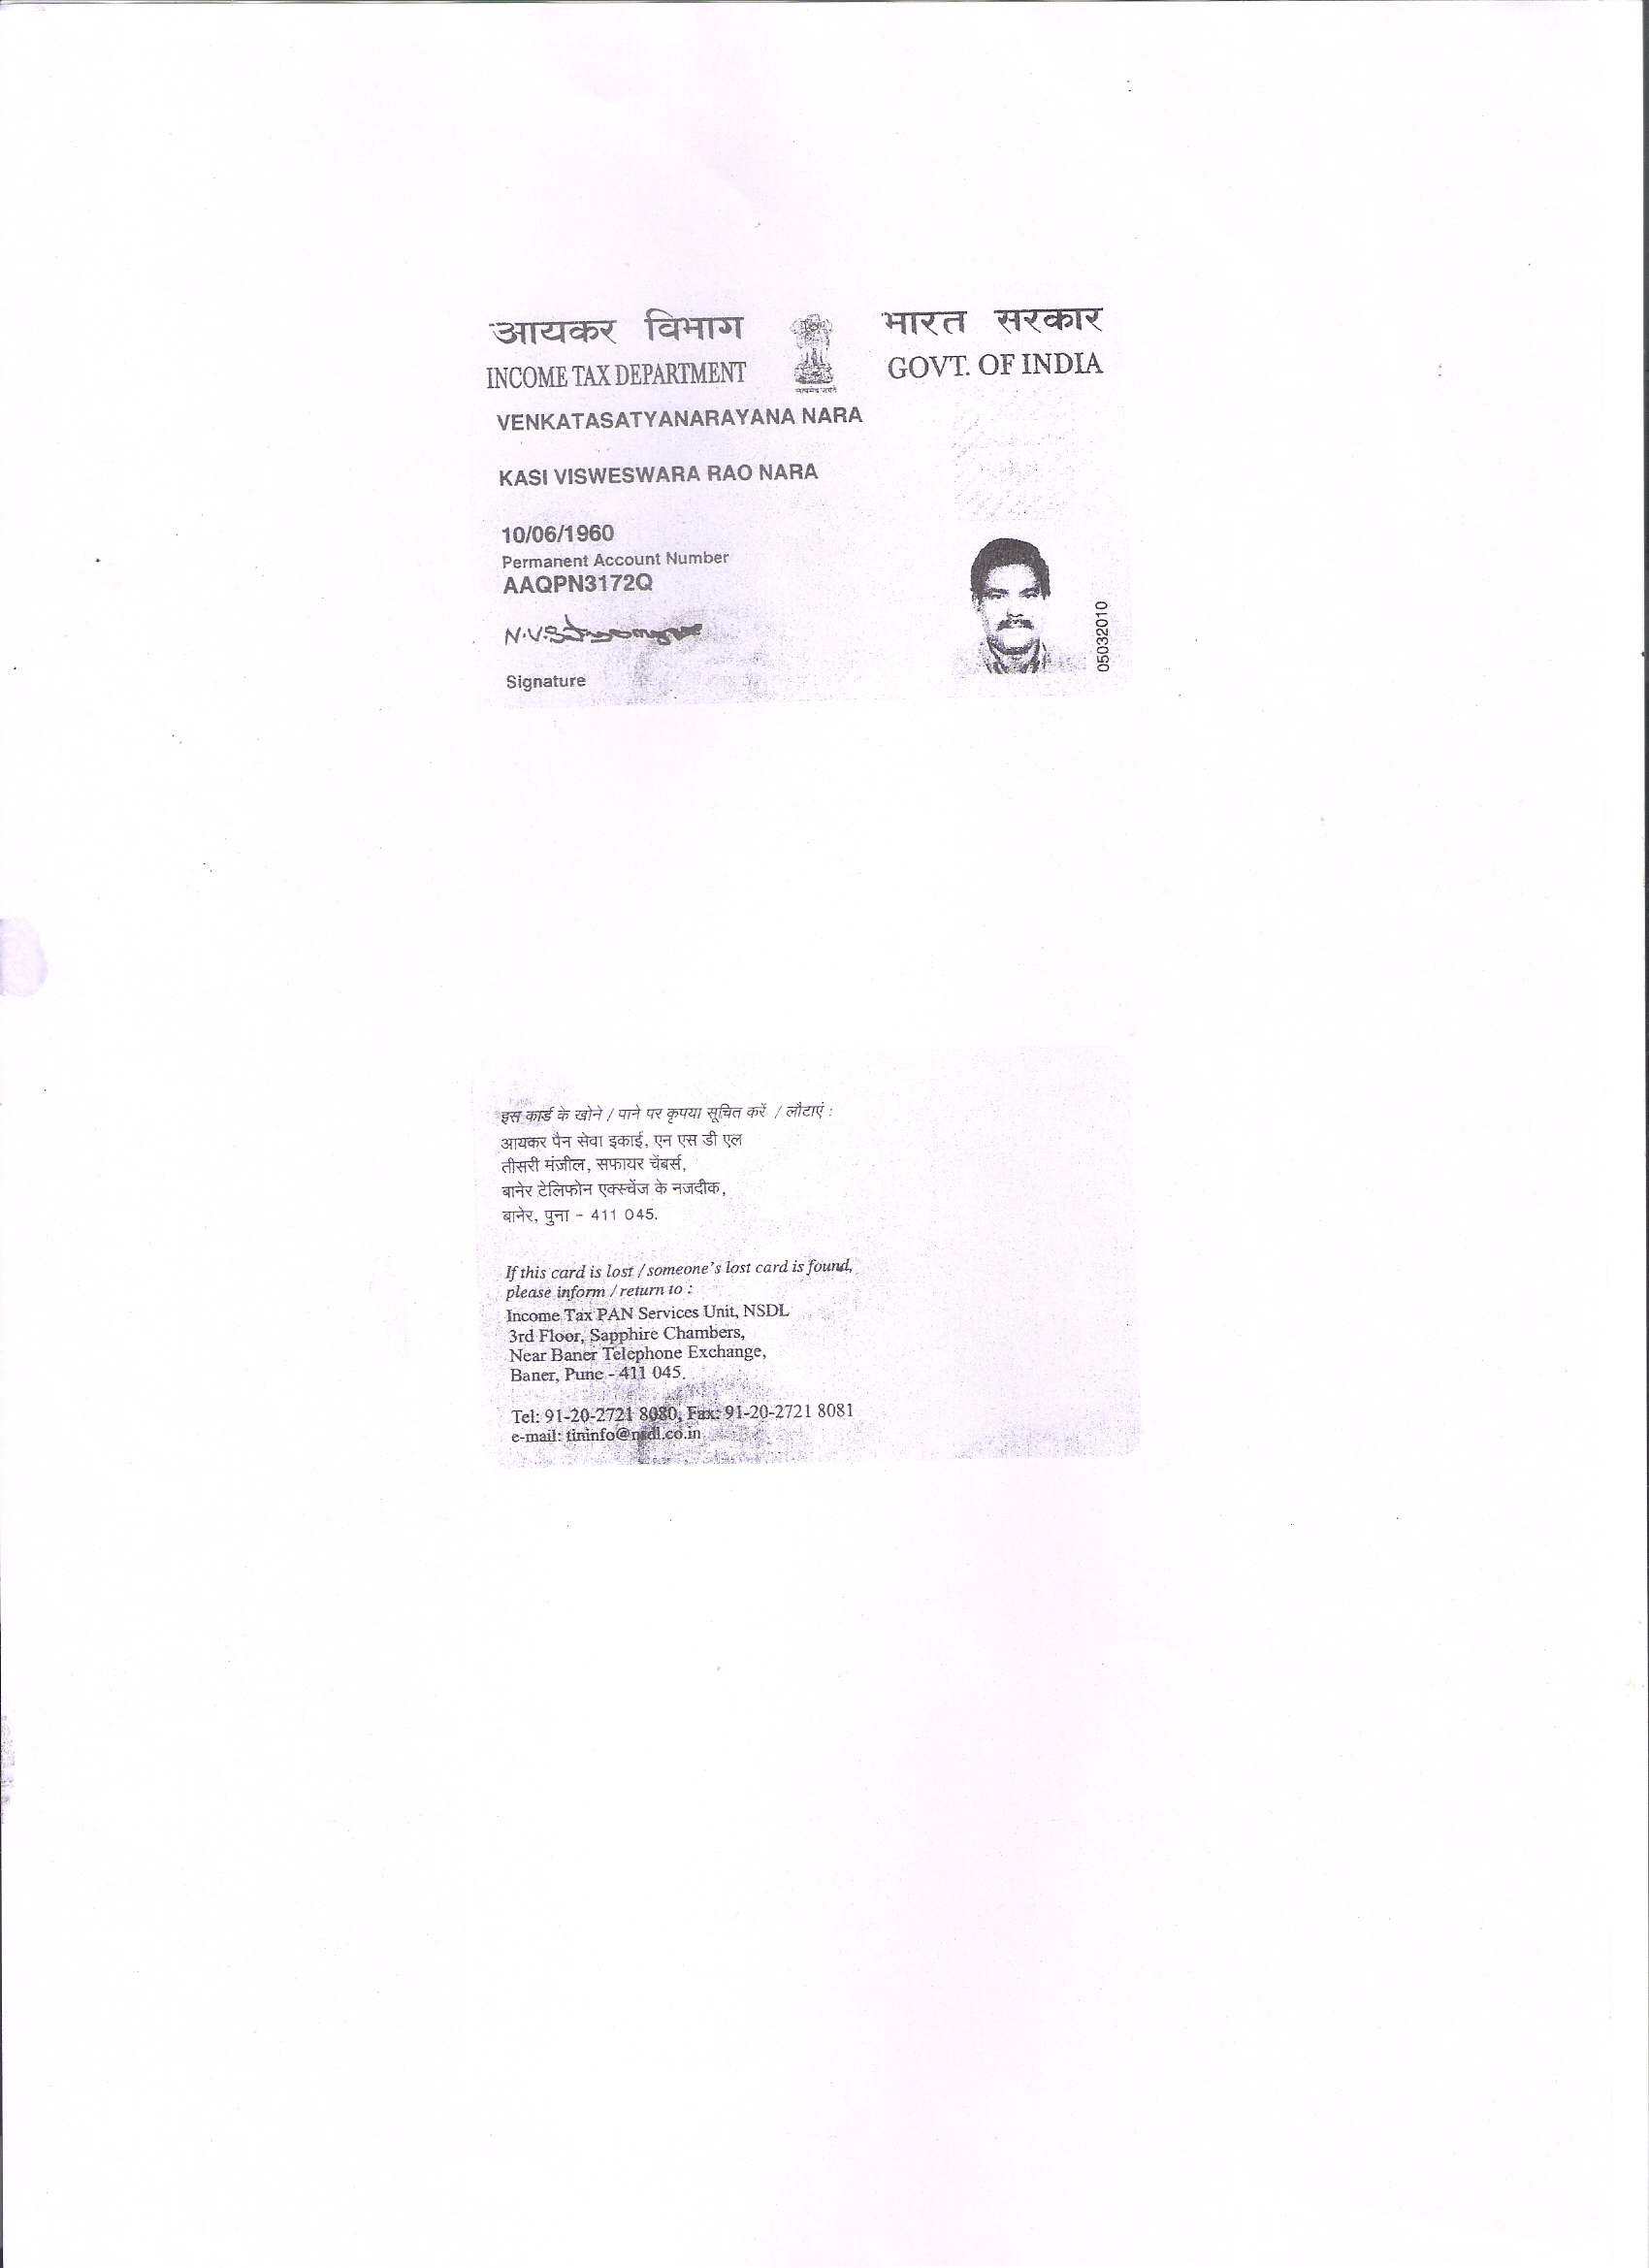 आयकर विभाग
भारत सरकार
INCOME TAX DEPARTMENT
GOVT. OF INDIA
सत्यमेव जयते
VENKATASATYANARAYANA NARA
KASI VISWESWARA RAO NARA
10/06/1960
Permanent Account Number
AAQPN3172Q
N.V.Satyanarayana
Signature
05032010
इस कार्ड के खोने / पाने पर कृपया सूचित करें / लौटाएं :
आयकर पैन सेवा इकाई, एन एस डी एल
तीसरी मंज़ील, सफायर चेंबर्स,
बानेर टेलिफोन एक्स्चेंज के नजदीक,
बानेर, पुना - 411 045.
If this card is lost / someone's lost card is found,
please inform / return to :
Income Tax PAN Services Unit, NSDL
3rd Floor, Sapphire Chambers,
Near Baner Telephone Exchange,
Baner, Pune - 411 045.
Tel: 91-20-2721 8080, Fax: 91-20-2721 8081
e-mail: tininfo@nsdl.co.in